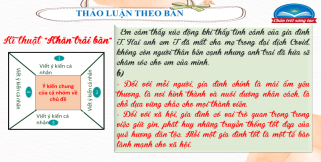 THẢO LUẬN THEO BÀN
Chân trời sáng tạo
Kĩ thuật "Khăn trải bàn"
Viết ý kiến cá nhân
Viết ý kiến cá nhân
Ý kiến chung của cả nhóm về chủ đề
Viết ý kiến cá nhân
Viết ý kiến cá nhân
Em cảm thấy xúc động khi thấy tình cảnh của gia đình
T. Hai anh em T đã mất cha mẹ trong đại dịch Covid,
không còn người thân bên cạnh nhưng anh trai đã hứa sẽ
chăm sóc cho em của mình.
b)
- Đối với mỗi người, gia đình chính là mái ấm yêu
thương, là nơi hình thành và nuôi dưỡng nhân cách, là
chỗ dựa vững chắc cho mọi thành viên.
- Đối với xã hội, gia đình có vai trò quan trong trong
việc giữ gìn, phát huy những truyền thống tốt đẹp của
quê hương dân tộc. Mỗi một gia đình tốt là một tế bào
lành mạnh cho xã hội.